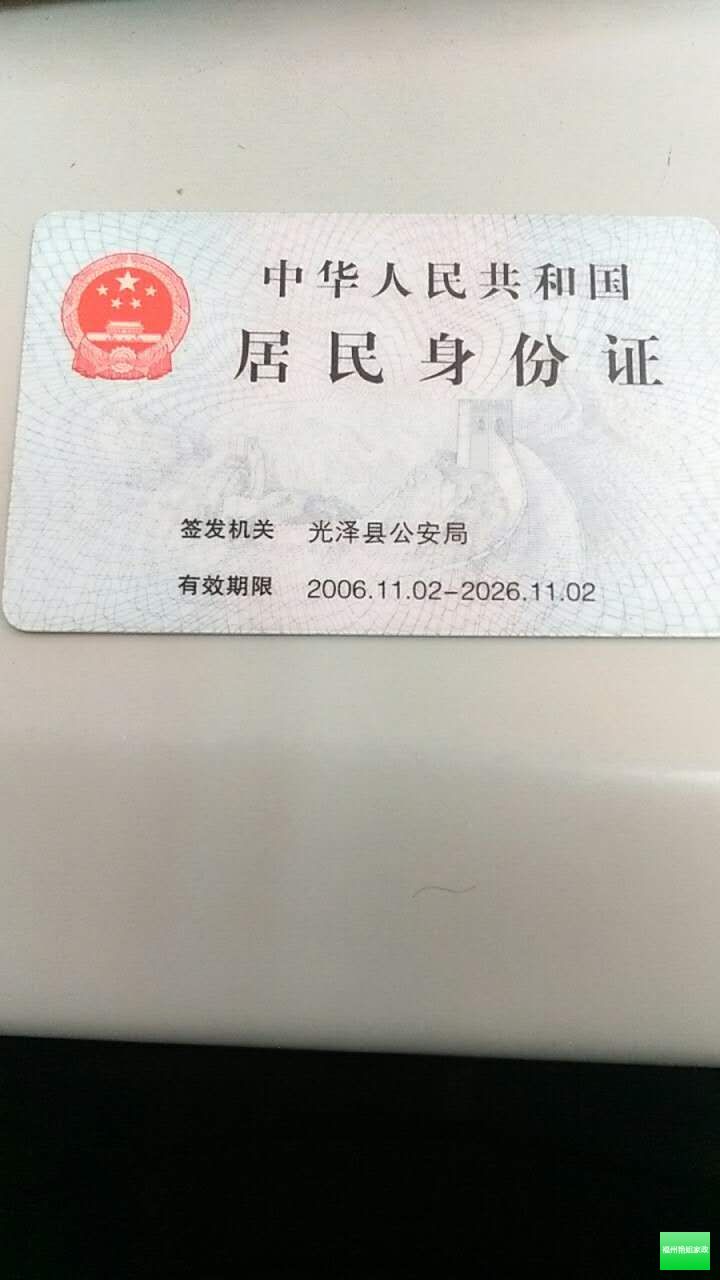 中华人民共和国
居民身份证
签发机关 光泽县公安局
有效期限 2006.11.02-2026.11.02